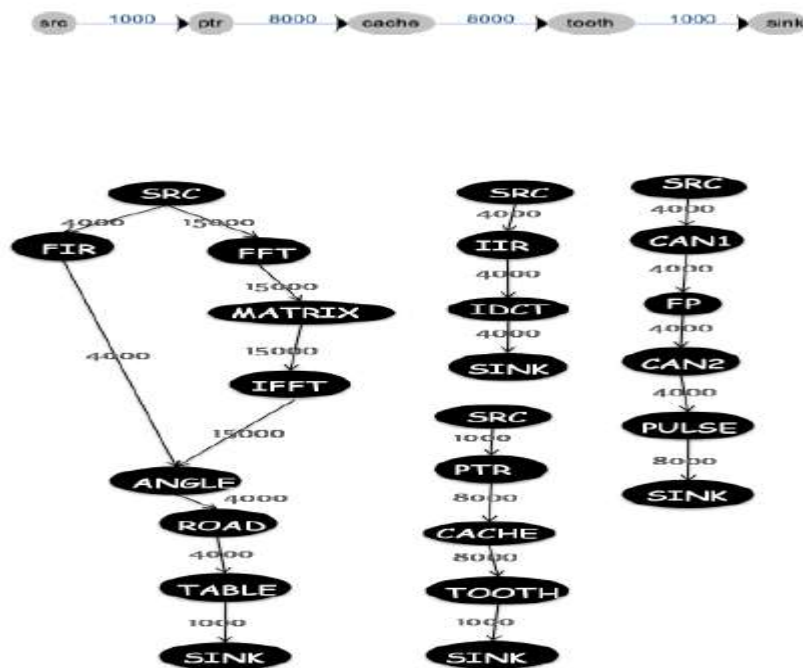 src 1000 ptr 8000 cache 8000 tooth 1000 sink
SRC
4000 15000
FIR FFT
15000
MATRIX
4000 15000
IFFT
15000
ANGLE
4000
ROAD
4000
TABLE
1000
SINK
SRC
4000
IIR
4000
IDCT
4000
SINK
SRC
1000
PTR
8000
CACHE
8000
TOOTH
1000
SINK
SRC
4000
CAN1
4000
FP
4000
CAN2
4000
PULSE
8000
SINK